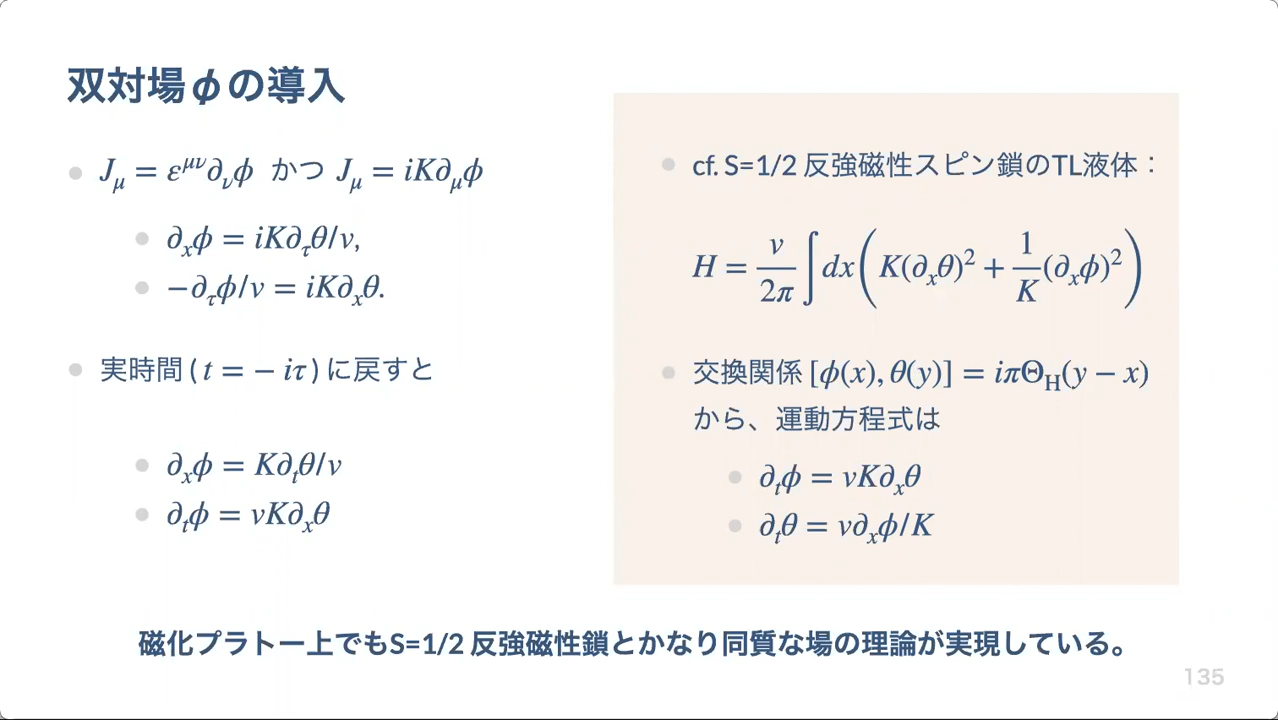 双対場ϕの導入
J_μ = ε^{μν}∂_νϕ かつ J_μ = iK∂_μϕ
∂_xϕ = iK∂_τθ/v,
−∂_τϕ/v = iK∂_xθ.
実時間 ( t = − iτ ) に戻すと
∂_xϕ = K∂_tθ/v
∂_tϕ = vK∂_xθ
cf. S=1/2 反強磁性スピン鎖のTL液体：
H = \frac{v}{2π} ∫ dx ( K(∂_xθ)^2 + \frac{1}{K}(∂_xϕ)^2 )
交換関係 [ϕ(x), θ(y)] = iπΘ_H(y − x)
から、運動方程式は
∂_tϕ = vK∂_xθ
∂_tθ = v∂_xϕ/K
磁化プラトー上でもS=1/2 反強磁性鎖とかなり同質な場の理論が実現している。
135